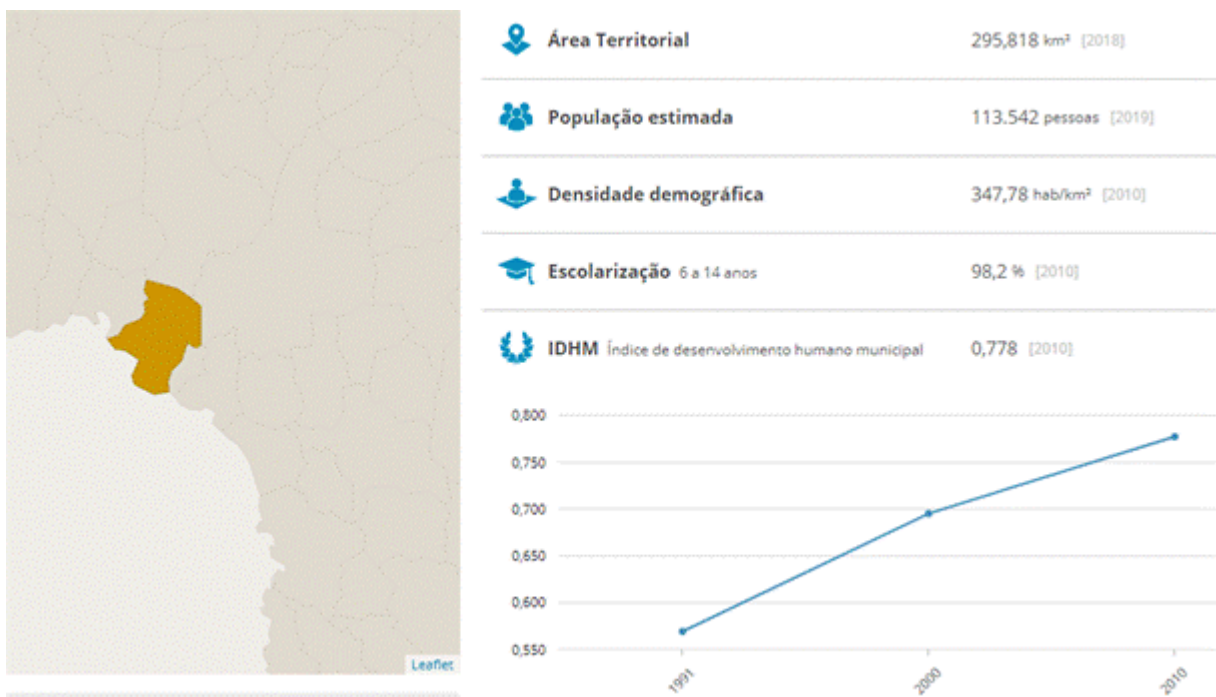 Área Territorial 295,818 km² [2018]
População estimada 113.542 pessoas [2019]
Densidade demográfica 347,78 hab/km² [2010]
Escolarização 6 a 14 anos 98,2 % [2010]
IDHM Índice de desenvolvimento humano municipal 0,778 [2010]
0,800
0,750
0,700
0,650
0,600
0,550
1991
2000
2010
Leaflet